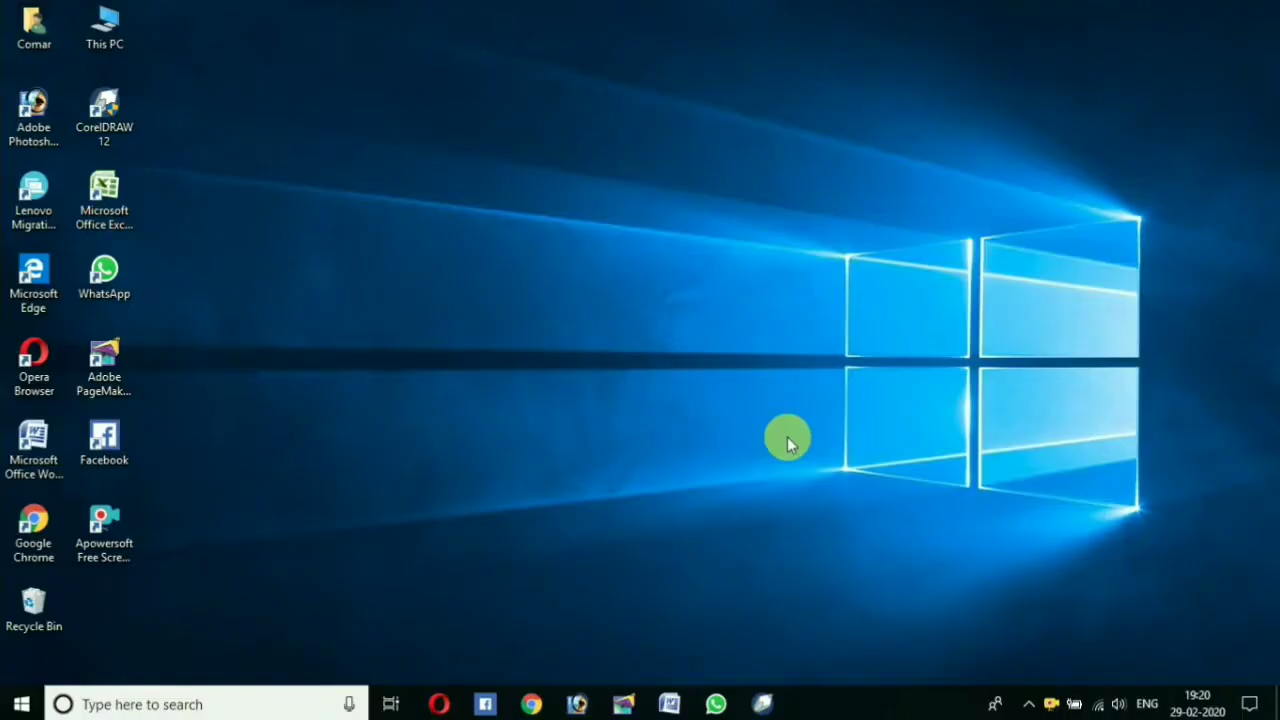 Comar
This PC
Adobe
Photosh...
CorelDRAW
12
Lenovo
Migrati...
Microsoft
Office Exc...
Microsoft
Edge
WhatsApp
Opera
Browser
Adobe
PageMak...
Microsoft
Office Wo...
Facebook
Google
Chrome
Apowersoft
Free Scre...
Recycle Bin
Type here to search
ENG
19:20
29-02-2020